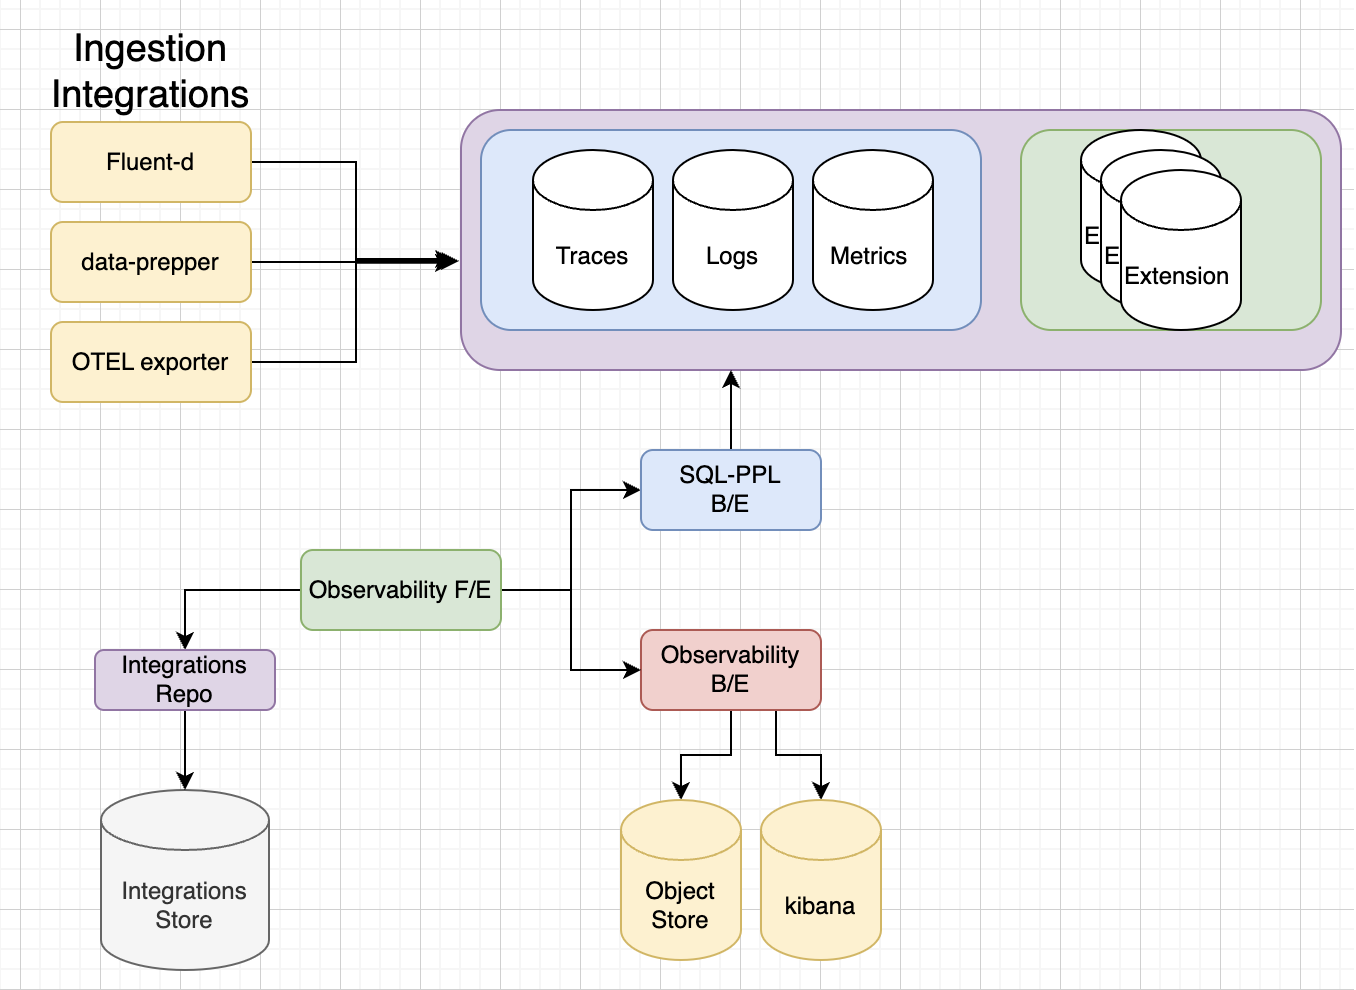 Ingestion
Integrations
Fluent-d
data-prepper
OTEL exporter
Traces
Logs
Metrics
E
E
Extension
SQL-PPL
B/E
Observability F/E
Integrations
Repo
Observability
B/E
Integrations
Store
Object
Store
kibana